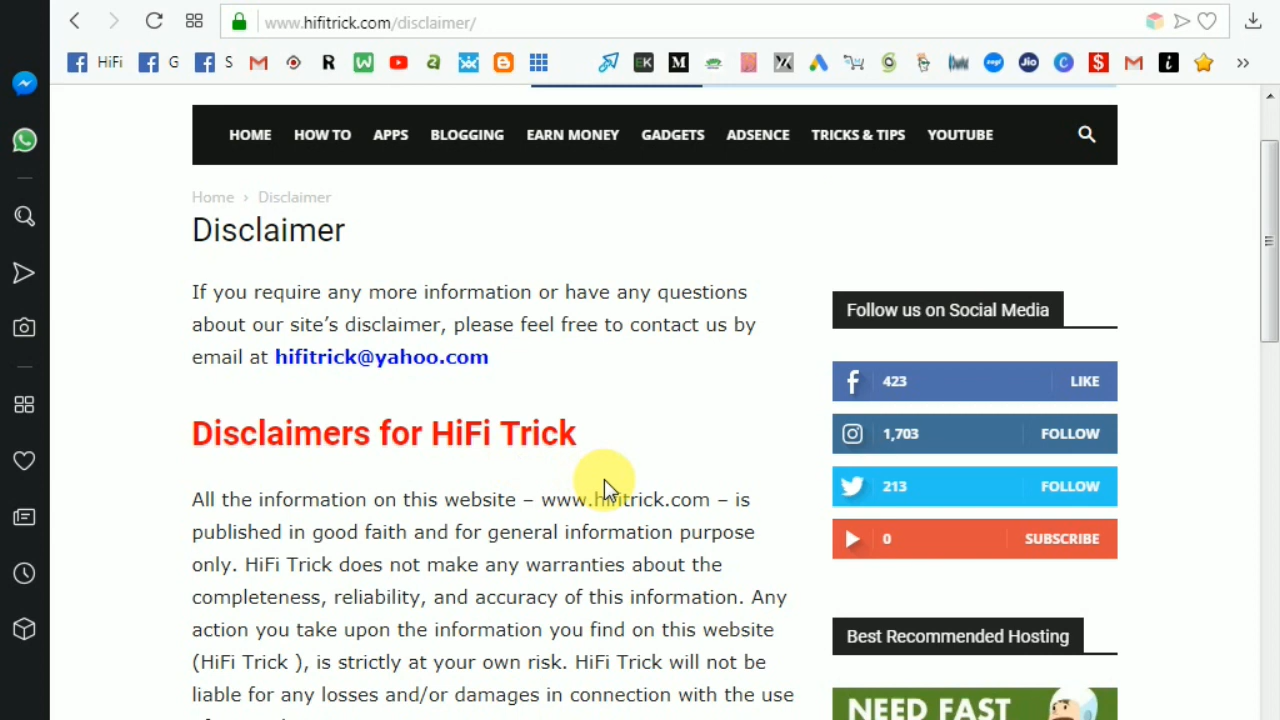 www.hifitrick.com/disclaimer/
HiFi G S
HOME HOW TO APPS BLOGGING EARN MONEY GADGETS ADSENCE TRICKS & TIPS YOUTUBE
Home › Disclaimer
Disclaimer
If you require any more information or have any questions
about our site’s disclaimer, please feel free to contact us by
email at hifitrick@yahoo.com
Disclaimers for HiFi Trick
All the information on this website – www.hifitrick.com – is
published in good faith and for general information purpose
only. HiFi Trick does not make any warranties about the
completeness, reliability, and accuracy of this information. Any
action you take upon the information you find on this website
(HiFi Trick ), is strictly at your own risk. HiFi Trick will not be
liable for any losses and/or damages in connection with the use
Follow us on Social Media
423 LIKE
1,703 FOLLOW
213 FOLLOW
0 SUBSCRIBE
Best Recommended Hosting
NEED FAST